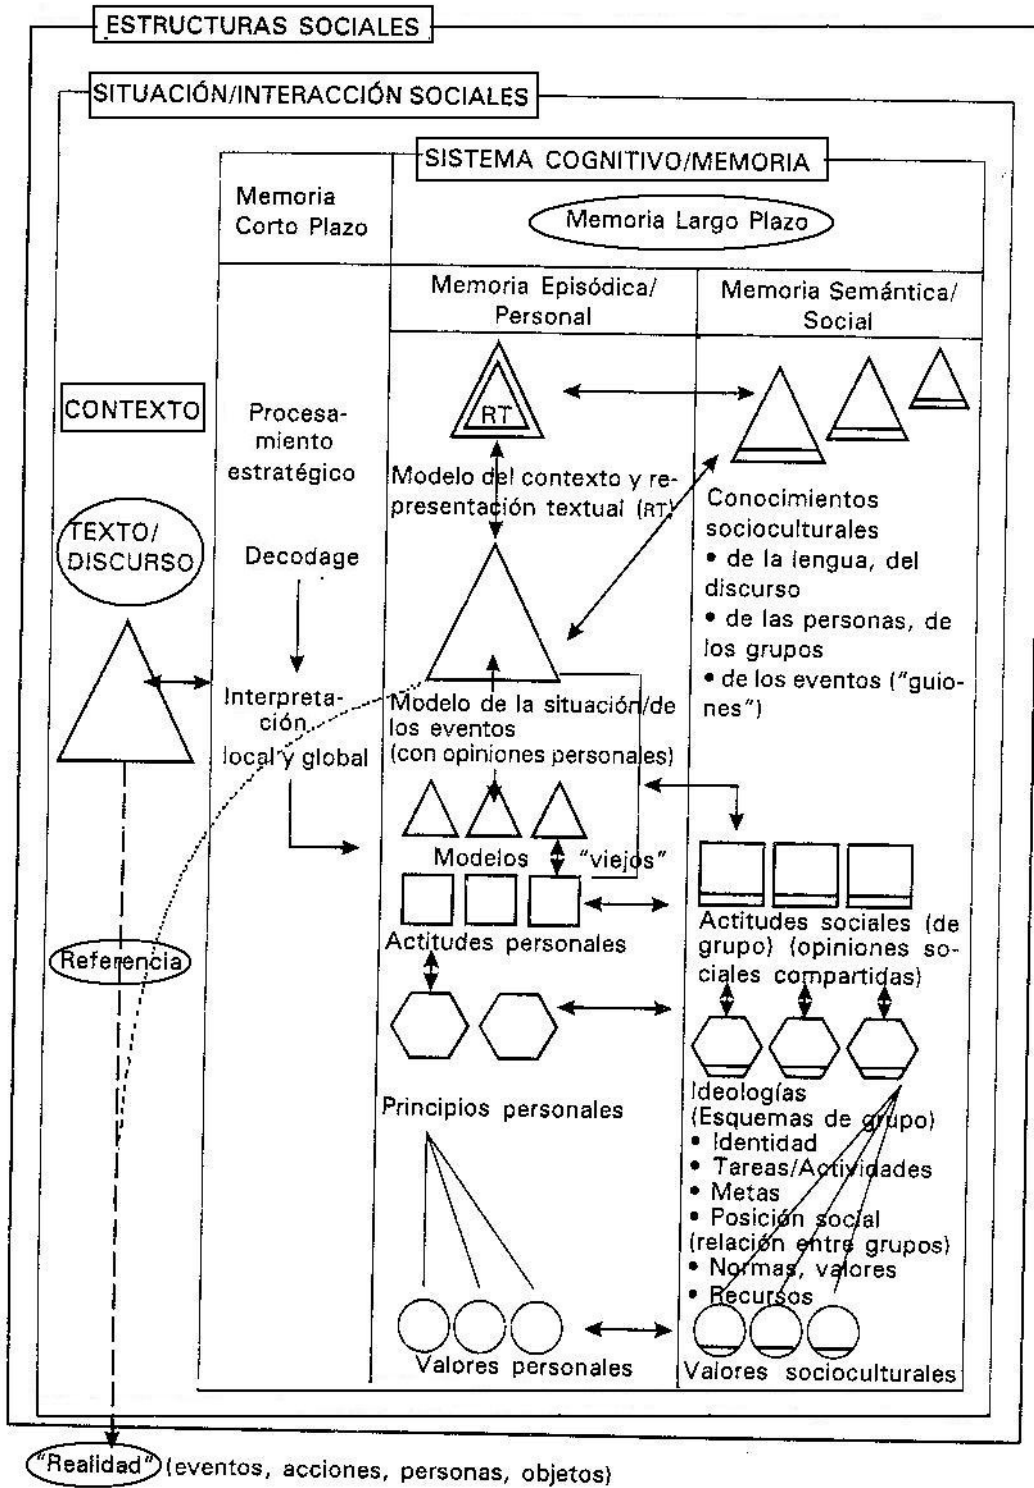 ESTRUCTURAS SOCIALES
SITUACIÓN/INTERACCIÓN SOCIALES
SISTEMA COGNITIVO/MEMORIA
Memoria
Corto Plazo
Memoria Largo Plazo
Memoria Episódica/
Personal
Memoria Semántica/
Social
CONTEXTO
TEXTO/
DISCURSO
Referencia
Procesa-
miento
estratégico
Decodage
Interpreta-
ción
local y global
RT
Modelo del contexto y re-
presentación textual (RT)
Modelo de la situación/de
los eventos
(con opiniones personales)
Modelos "viejos"
Actitudes personales
Principios personales
Valores personales
Conocimientos
socioculturales
• de la lengua, del
discurso
• de las personas, de
los grupos
• de los eventos ("guio-
nes")
Actitudes sociales (de
grupo) (opiniones so-
ciales compartidas)
Ideologías
(Esquemas de grupo)
• Identidad
• Tareas/Actividades
• Metas
• Posición social
(relación entre grupos)
• Normas, valores
• Recursos
Valores socioculturales
"Realidad" (eventos, acciones, personas, objetos)